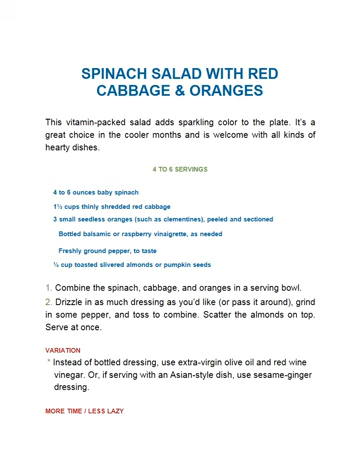 SPINACH SALAD WITH RED
CABBAGE & ORANGES
This vitamin-packed salad adds sparkling color to the plate. It's a
great choice in the cooler months and is welcome with all kinds of
hearty dishes.
4 TO 6 SERVINGS
4 to 6 ounces baby spinach
1½ cups thinly shredded red cabbage
3 small seedless oranges (such as clementines), peeled and sectioned
Bottled balsamic or raspberry vinaigrette, as needed
Freshly ground pepper, to taste
cup toasted slivered almonds or pumpkin seeds
1. Combine the spinach, cabbage, and oranges in a serving bowl.
2. Drizzle in as much dressing as you'd like (or pass it around), grind
in some pepper, and toss to combine. Scatter the almonds on top.
Serve at once.
VARIATION
* Instead of bottled dressing, use extra-virgin olive oil and red wine
vinegar. Or, if serving with an Asian-style dish, use sesame-ginger
dressing.
MORE TIME / LESS LAZY